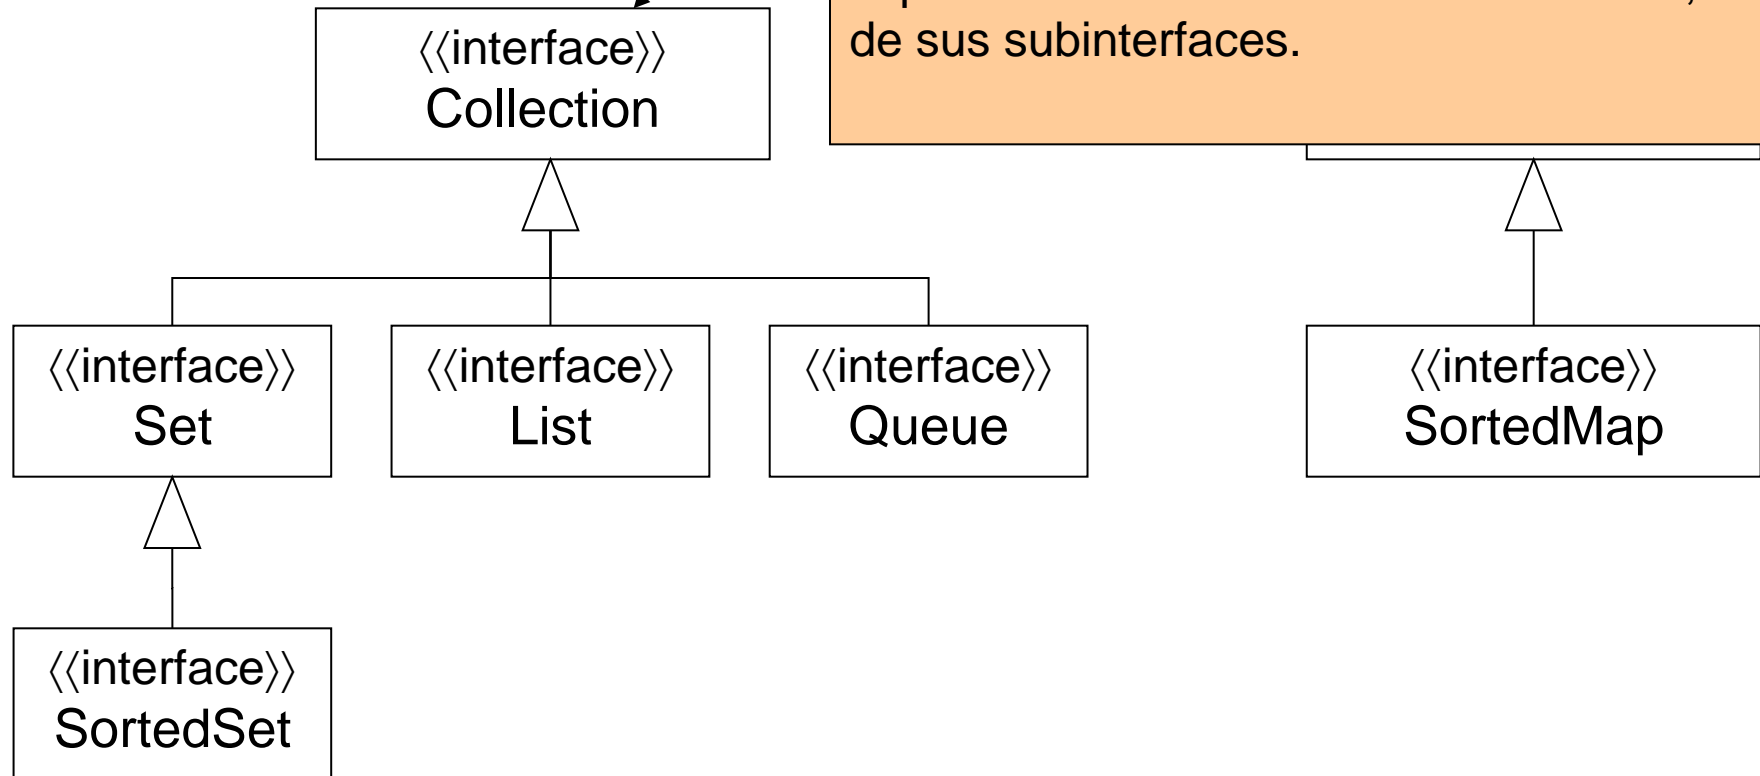 de sus subinterfaces.
⟨⟨interface⟩⟩
Collection
⟨⟨interface⟩⟩
Set
⟨⟨interface⟩⟩
List
⟨⟨interface⟩⟩
Queue
⟨⟨interface⟩⟩
SortedMap
⟨⟨interface⟩⟩
SortedSet